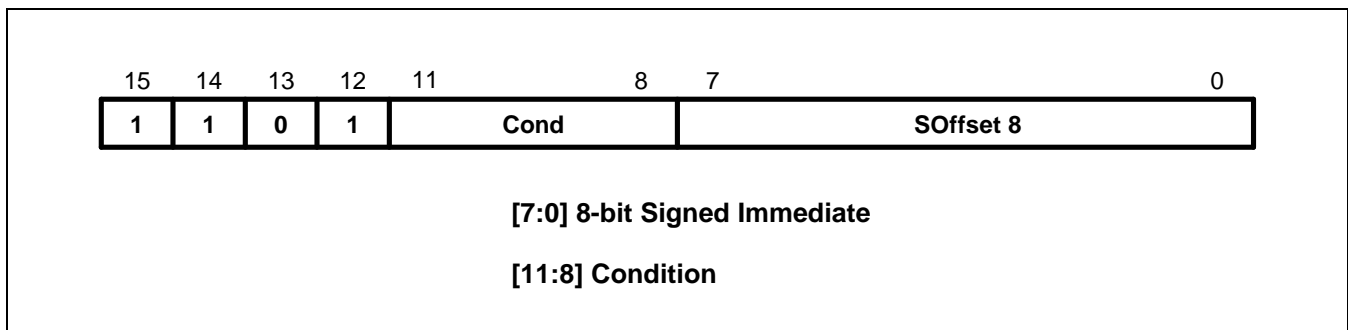 15 14 13 12 11 8 7 0
1 1 0 1 Cond SOffset 8
[7:0] 8-bit Signed Immediate
[11:8] Condition